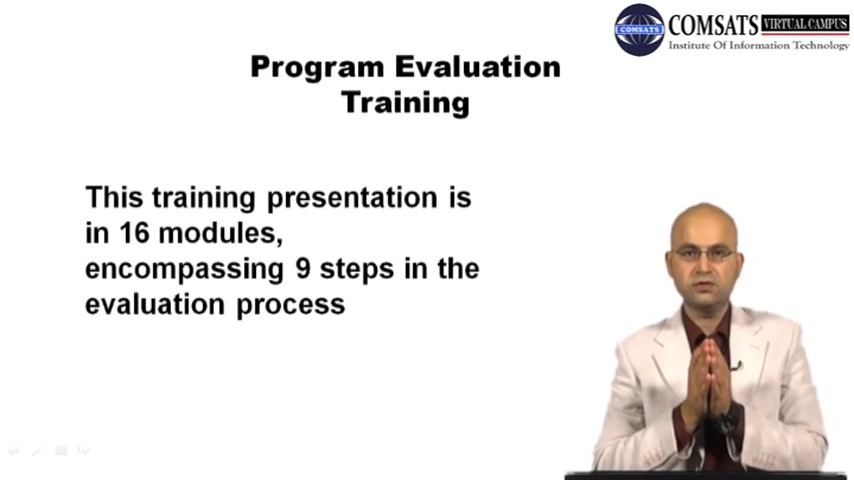 COMSATS VIRTUAL CAMPUS
Institute Of Information Technology
COMSATS
Program Evaluation
Training
This training presentation is
in 16 modules,
encompassing 9 steps in the
evaluation process